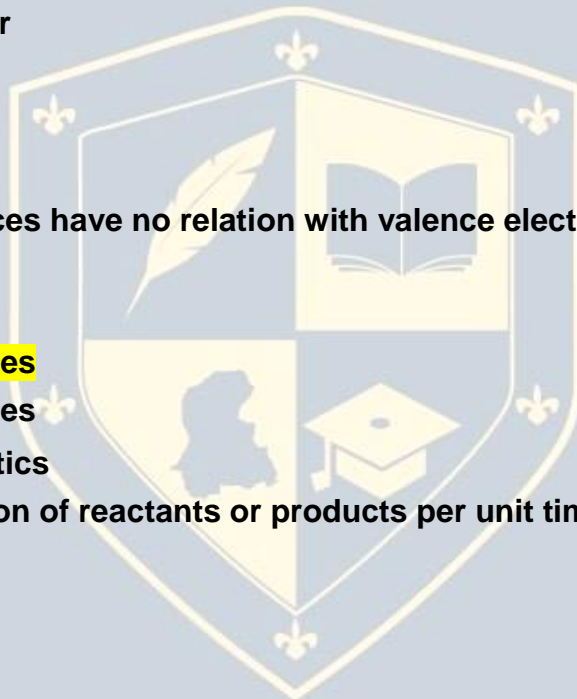 r
ces have no relation with valence elect
es
es
tics
on of reactants or products per unit tim